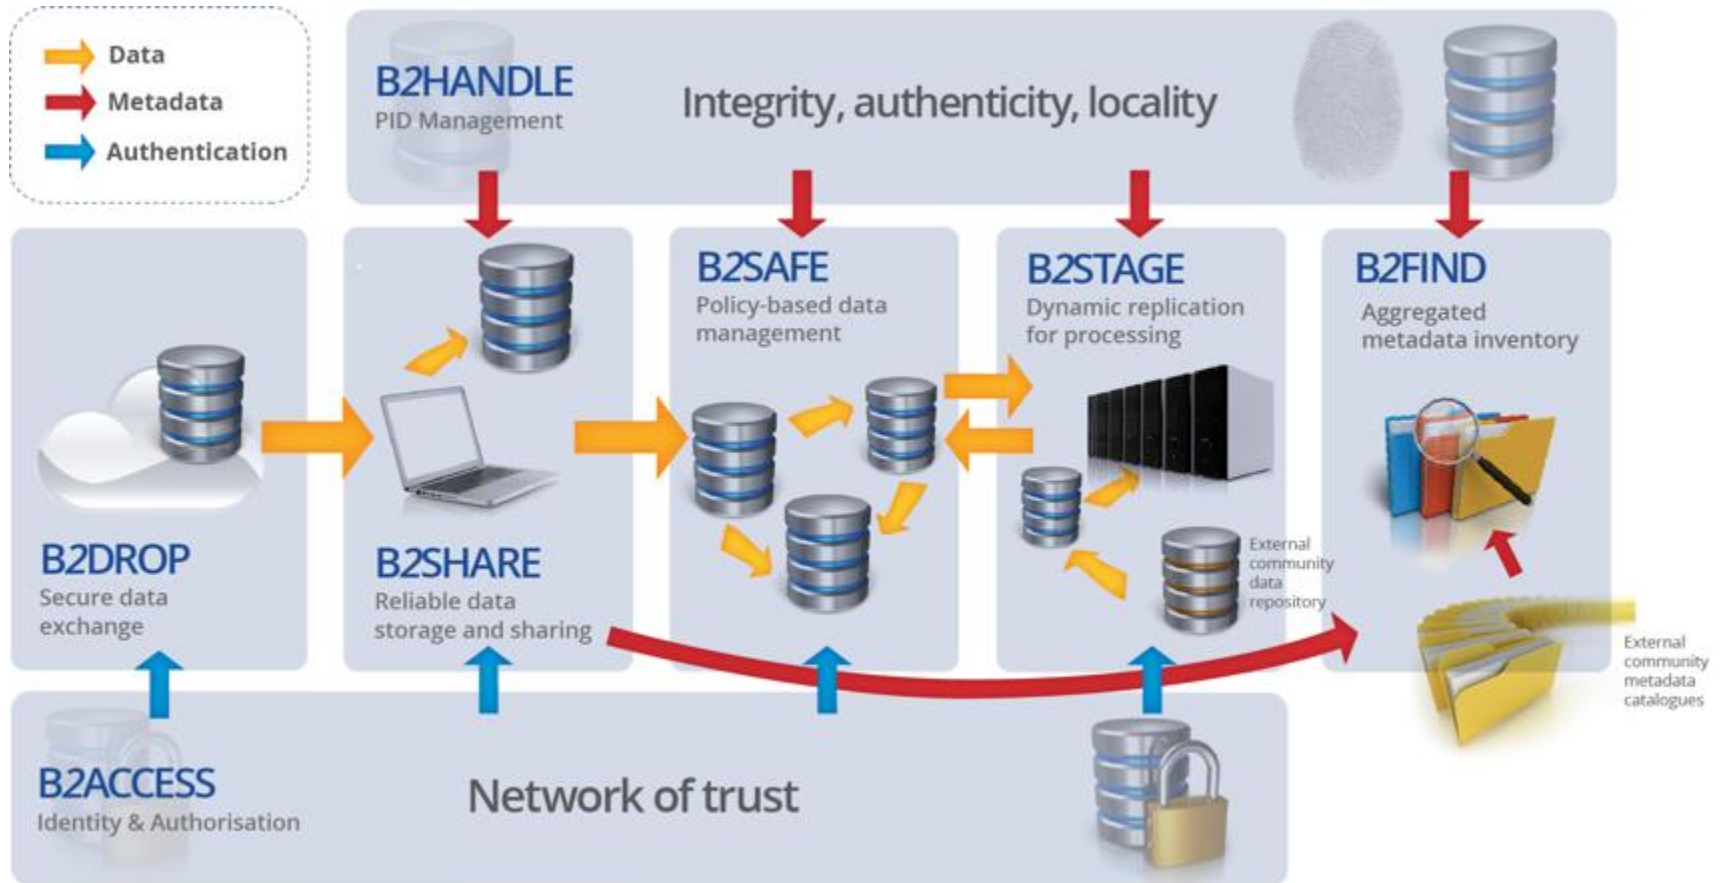 Data
Metadata
Authentication
B2HANDLE
PID Management
Integrity, authenticity, locality
B2DROP
Secure data
exchange
B2SHARE
Reliable data
storage and sharing
B2SAFE
Policy-based data
management
B2STAGE
Dynamic replication
for processing
External
community
data
repository
B2FIND
Aggregated
metadata inventory
External
community
metadata
catalogues
B2ACCESS
Identity & Authorisation
Network of trust